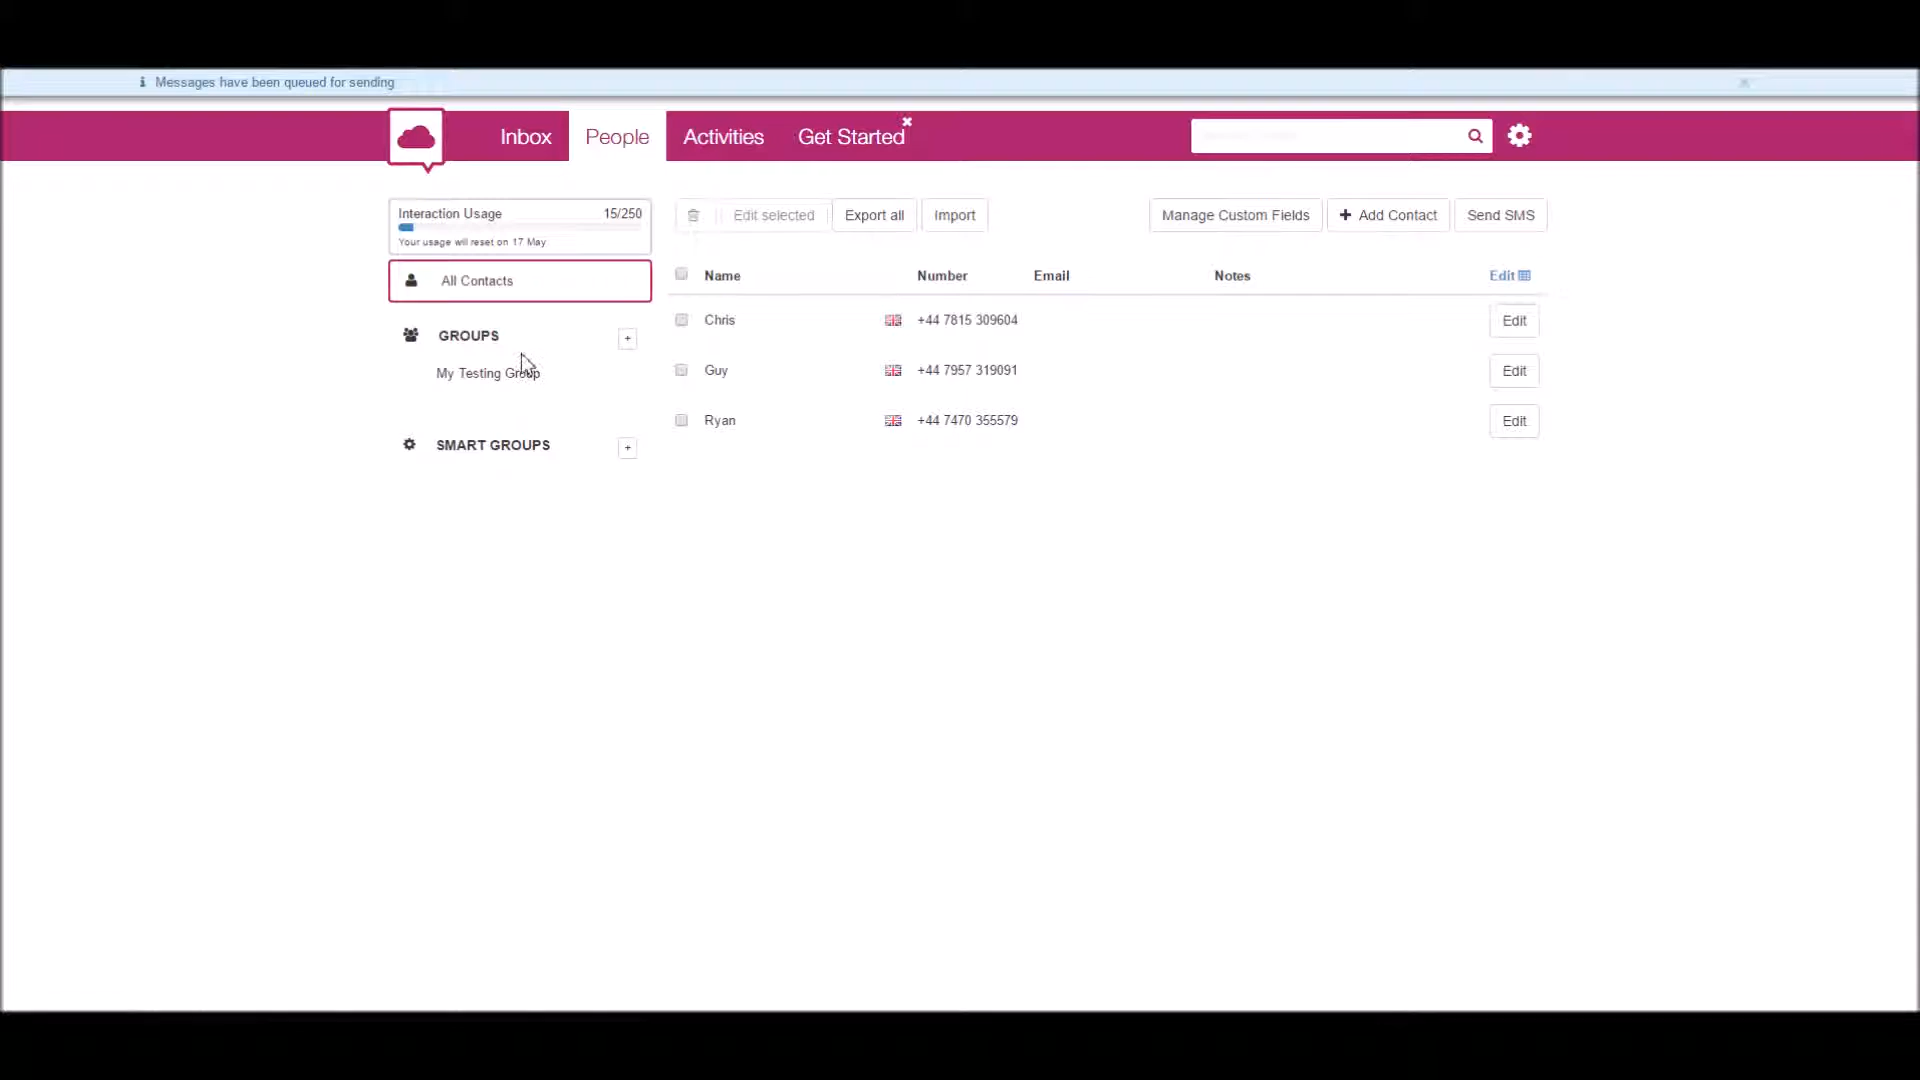 Messages have been queued for sending
Inbox People Activities Get Started
Interaction Usage 15/250
Your usage will reset on 17 May
Edit selected Export all Import Manage Custom Fields + Add Contact Send SMS
All Contacts
GROUPS +
My Testing Group
SMART GROUPS +
Name Number Email Notes Edit
Chris +44 7815 309604 Edit
Guy +44 7957 319091 Edit
Ryan +44 7470 355579 Edit